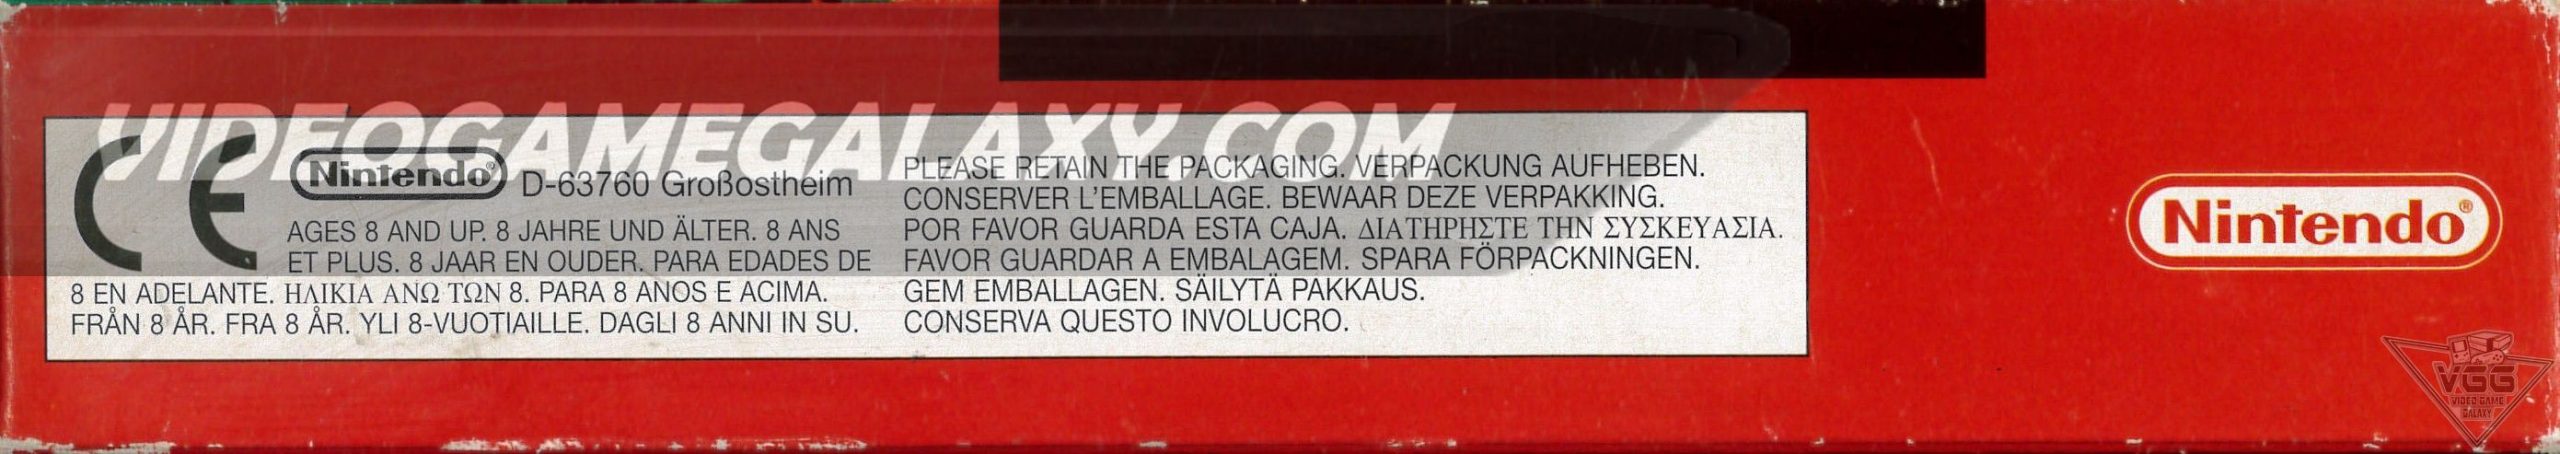 VIDEOGAMEGALAXY.COM
CE
Nintendo® D-63760 Großostheim
AGES 8 AND UP. 8 JAHRE UND ÄLTER. 8 ANS
ET PLUS. 8 JAAR EN OUDER. PARA EDADES DE
8 EN ADELANTE. ΗΛΙΚΙΑ ΑΝΩ ΤΩΝ 8. PARA 8 ANOS E ACIMA.
FRÅN 8 ÅR. FRA 8 ÅR. YLI 8-VUOTIAILLE. DAGLI 8 ANNI IN SU.
PLEASE RETAIN THE PACKAGING. VERPACKUNG AUFHEBEN.
CONSERVER L'EMBALLAGE. BEWAAR DEZE VERPAKKING.
POR FAVOR GUARDA ESTA CAJA. ΔΙΑΤΗΡΗΣΤΕ ΤΗΝ ΣΥΣΚΕΥΑΣΙΑ.
FAVOR GUARDAR A EMBALAGEM. SPARA FÖRPACKNINGEN.
GEM EMBALLAGEN. SÄILYTÄ PAKKAUS.
CONSERVA QUESTO INVOLUCRO.
Nintendo®
VGG
VIDEO GAME
GALAXY